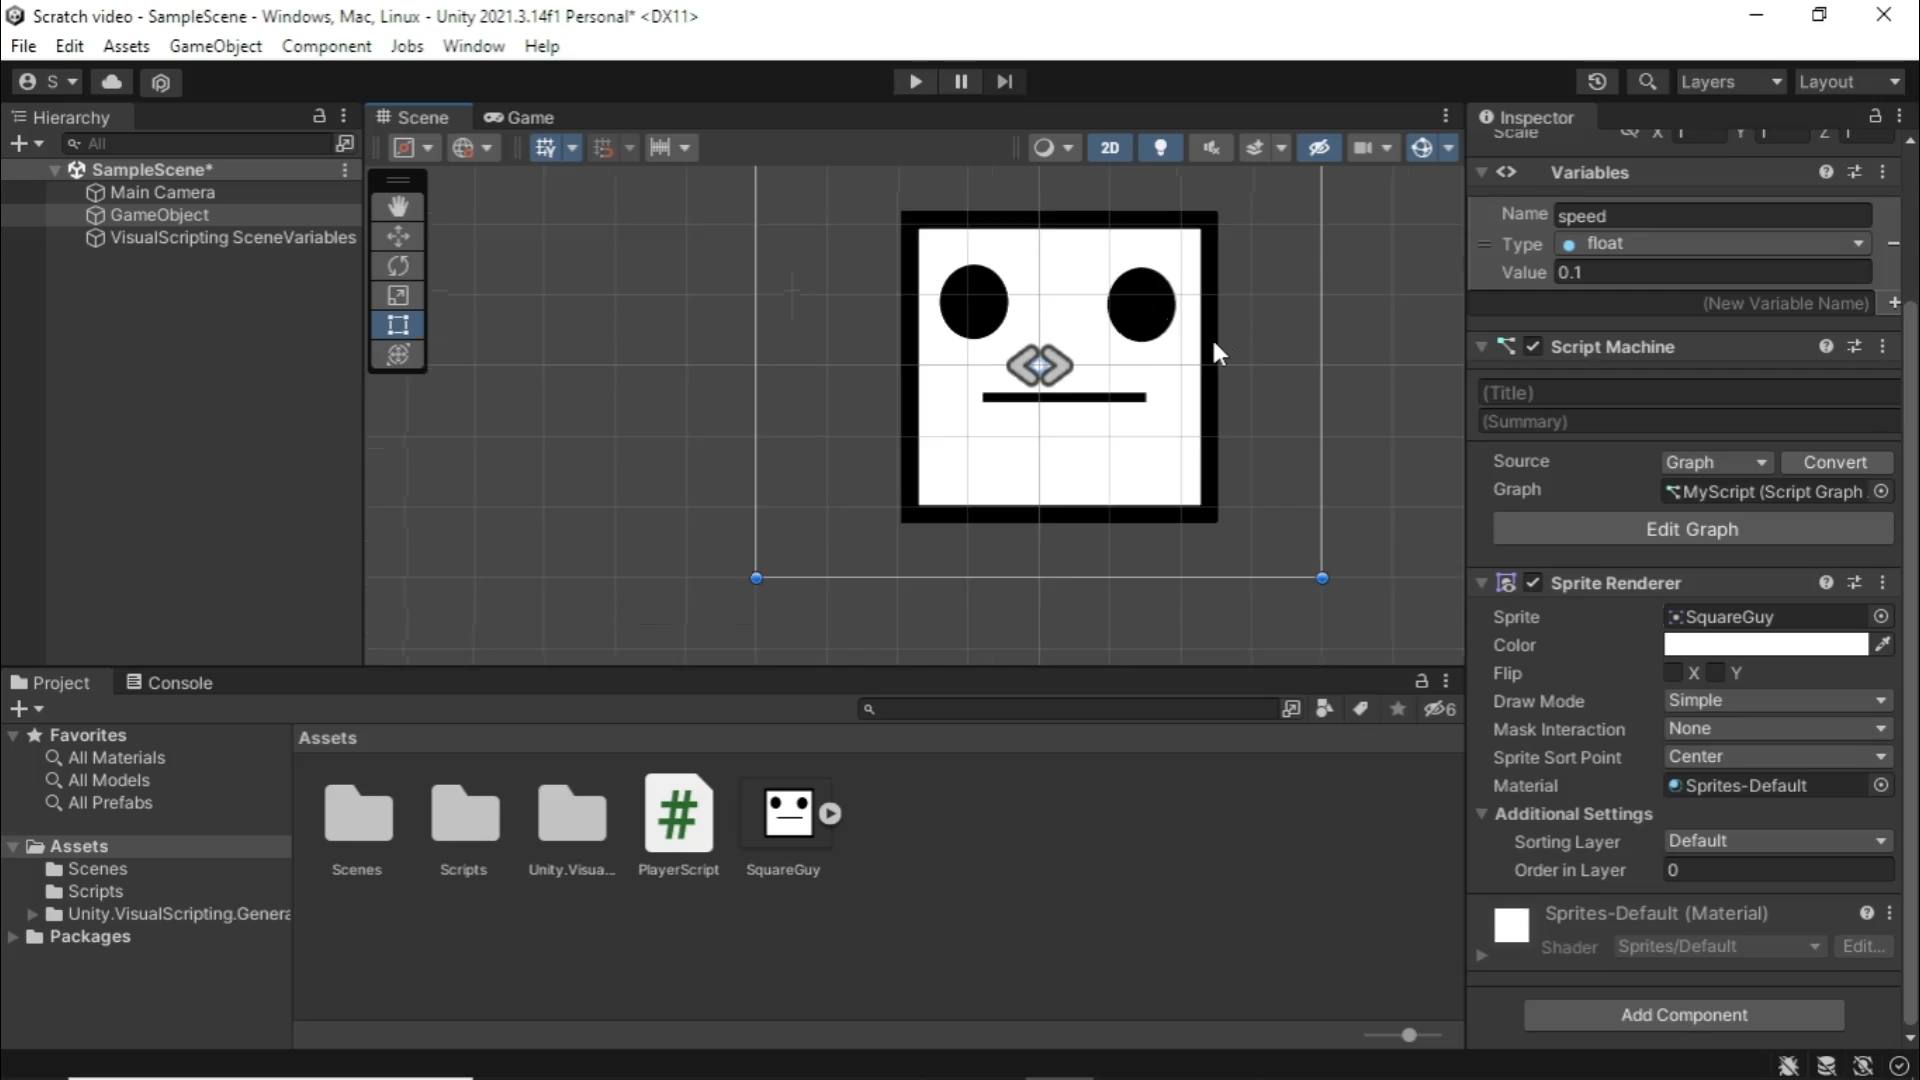 Scratch video - SampleScene - Windows, Mac, Linux - Unity 2021.3.14f1 Personal* <DX11>
File Edit Assets GameObject Component Jobs Window Help
S
Layers
Layout
Hierarchy
All
SampleScene*
Main Camera
GameObject
VisualScripting SceneVariables
Scene
Game
2D
Inspector
Scale X 1 Y 1 Z 1
Variables
Name speed
Type float
Value 0.1
(New Variable Name)
Script Machine
(Title)
(Summary)
Source Graph Convert
Graph MyScript (Script Graph
Edit Graph
Sprite Renderer
Sprite SquareGuy
Color
Flip X Y
Draw Mode Simple
Mask Interaction None
Sprite Sort Point Center
Material Sprites-Default
Additional Settings
Sorting Layer Default
Order in Layer 0
Sprites-Default (Material)
Shader Sprites/Default Edit...
Add Component
Project
Console
6
Favorites
All Materials
All Models
All Prefabs
Assets
Scenes
Scripts
Unity.VisualScripting.Genera
Packages
Assets
Scenes
Scripts
Unity.Visua...
PlayerScript
SquareGuy